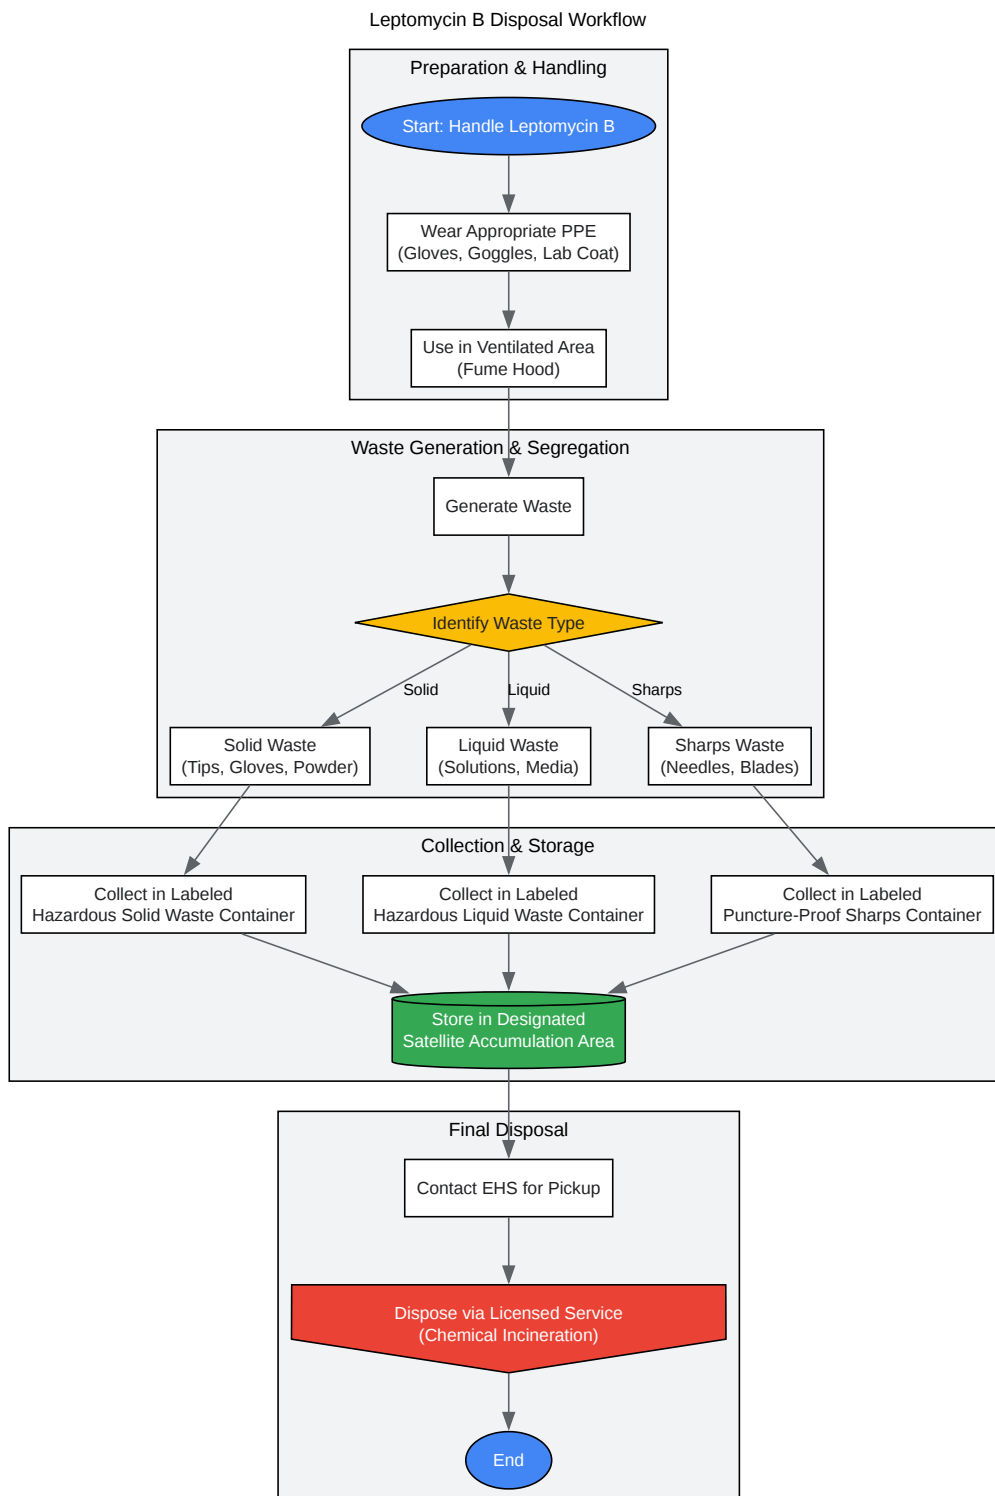 Leptomycin B Disposal Workflow
Preparation & Handling
Start: Handle Leptomycin B
Wear Appropriate PPE
(Gloves, Goggles, Lab Coat)
Use in Ventilated Area
(Fume Hood)
Waste Generation & Segregation
Generate Waste
Identify Waste Type
Solid
Liquid
Sharps
Solid Waste
(Tips, Gloves, Powder)
Liquid Waste
(Solutions, Media)
Sharps Waste
(Needles, Blades)
Collection & Storage
Collect in Labeled
Hazardous Solid Waste Container
Collect in Labeled
Hazardous Liquid Waste Container
Collect in Labeled
Puncture-Proof Sharps Container
Store in Designated
Satellite Accumulation Area
Final Disposal
Contact EHS for Pickup
Dispose via Licensed Service
(Chemical Incineration)
End